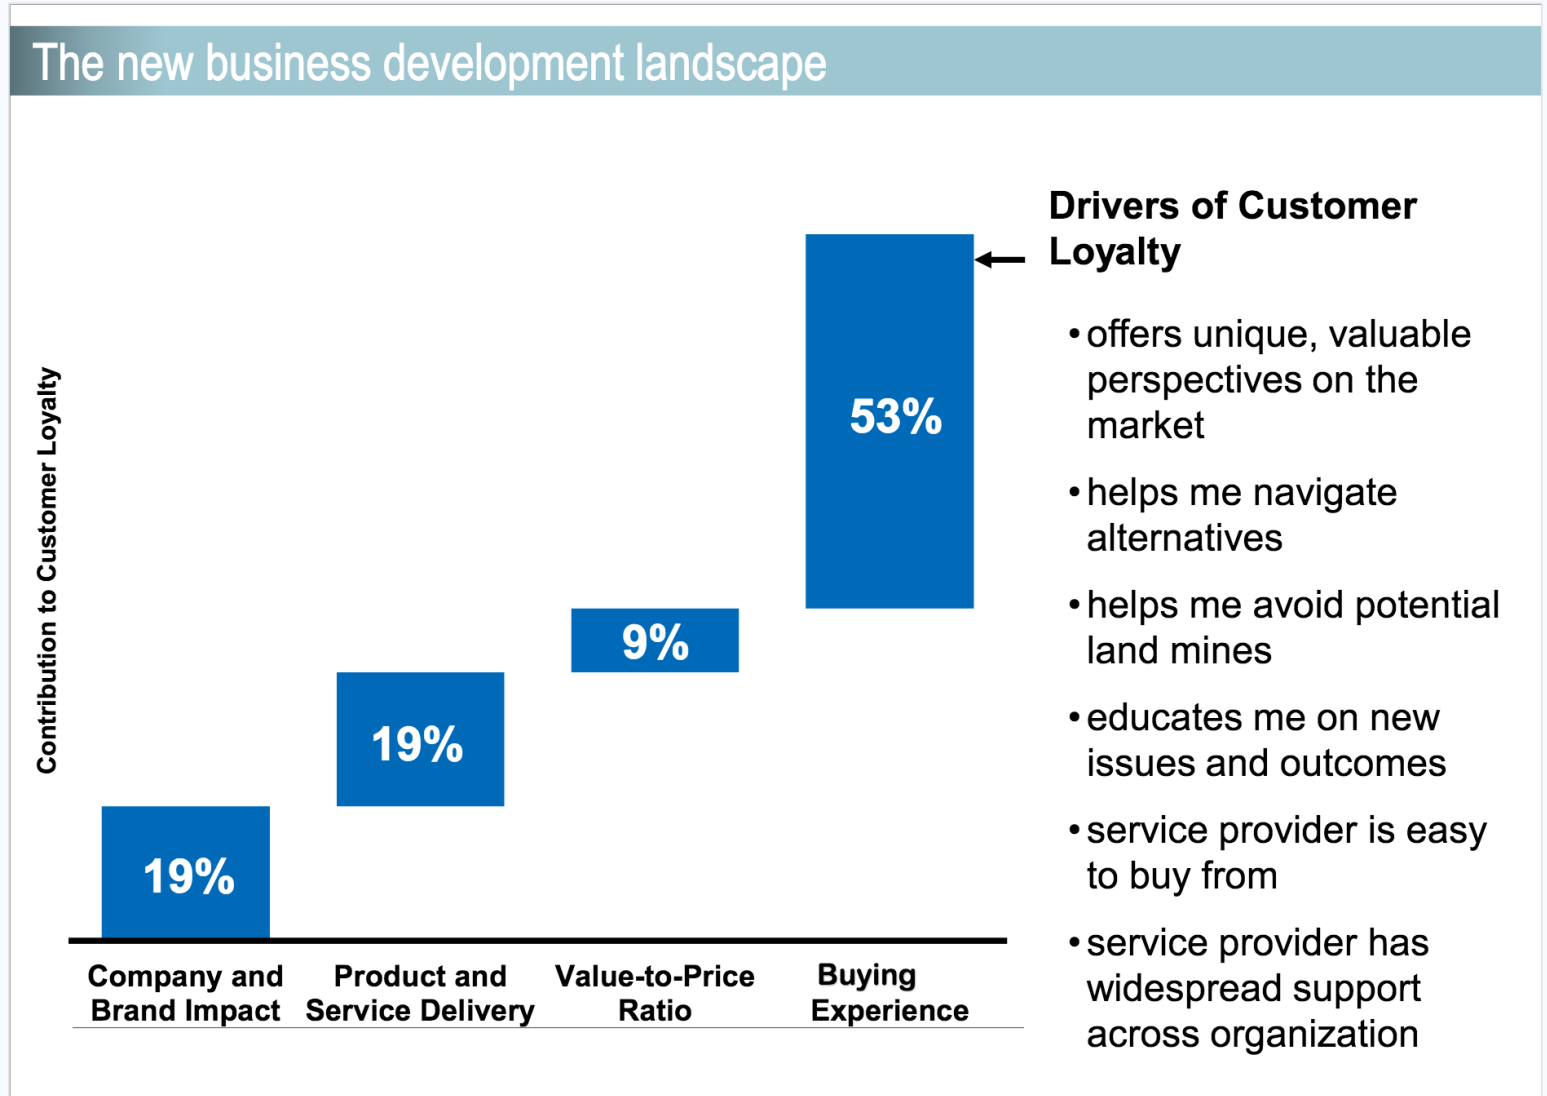 The new business development landscape
Contribution to Customer Loyalty
19%
19%
9%
53%
Company and
Brand Impact
Product and
Service Delivery
Value-to-Price
Ratio
Buying
Experience
Drivers of Customer
Loyalty
•offers unique, valuable
perspectives on the
market
•helps me navigate
alternatives
•helps me avoid potential
land mines
•educates me on new
issues and outcomes
•service provider is easy
to buy from
•service provider has
widespread support
across organization